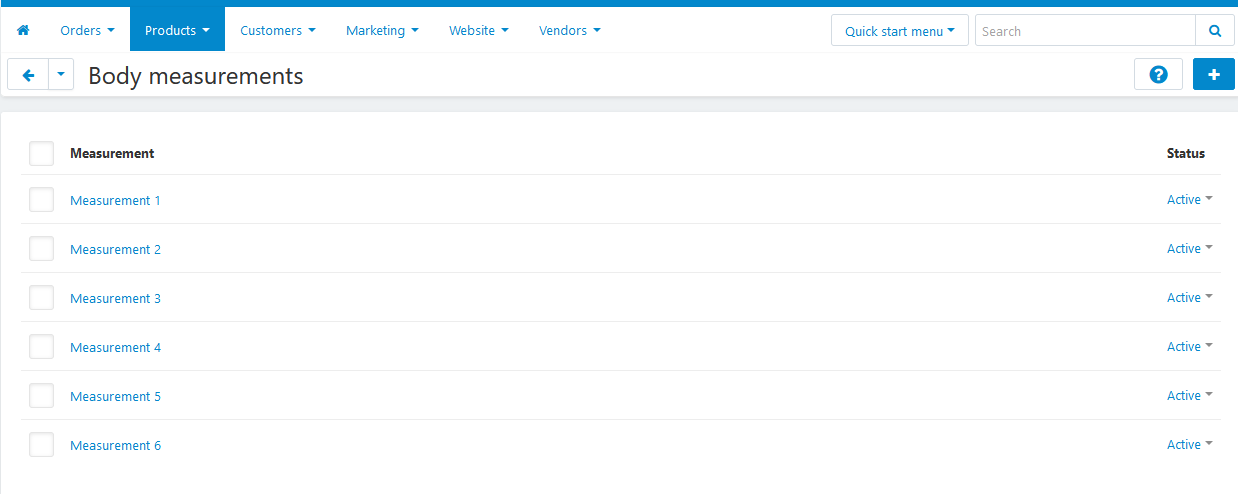 Orders Products Customers Marketing Website Vendors Quick start menu Search
Body measurements
Measurement Status
Measurement 1 Active
Measurement 2 Active
Measurement 3 Active
Measurement 4 Active
Measurement 5 Active
Measurement 6 Active